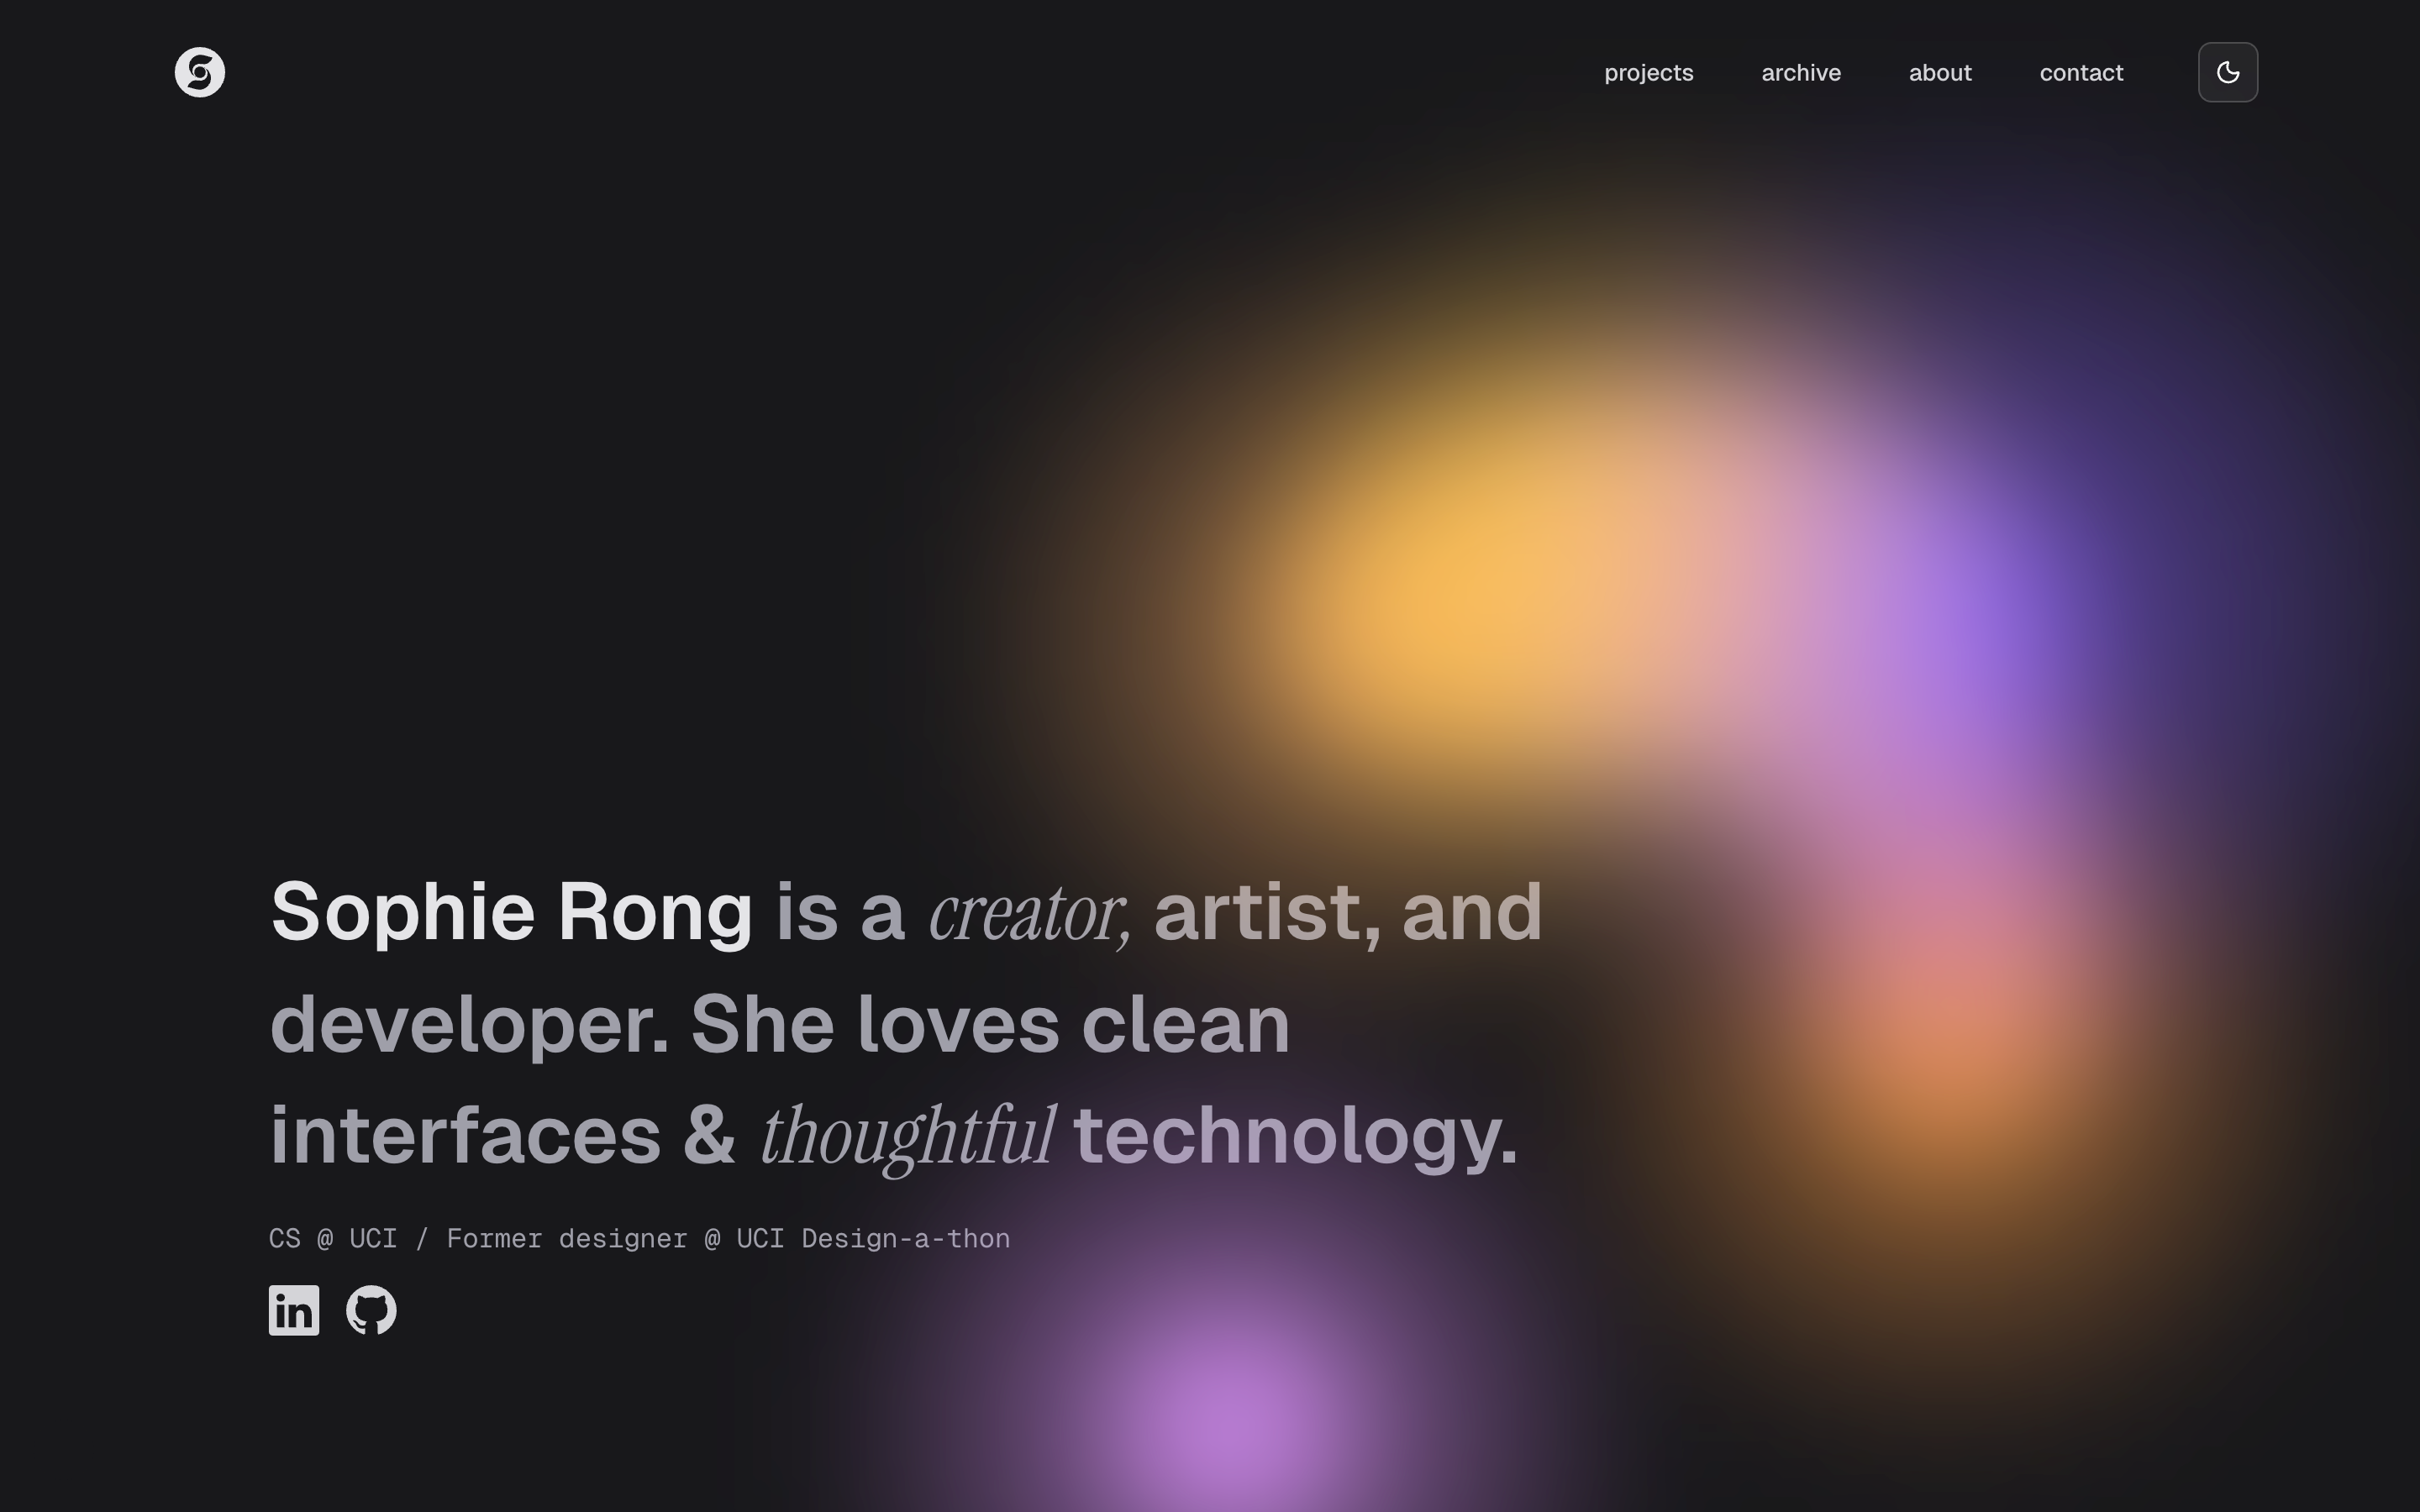 projects archive about contact
Sophie Rong is a creator, artist, and
developer. She loves clean
interfaces & thoughtful technology.
CS @ UCI / Former designer @ UCI Design-a-thon
in